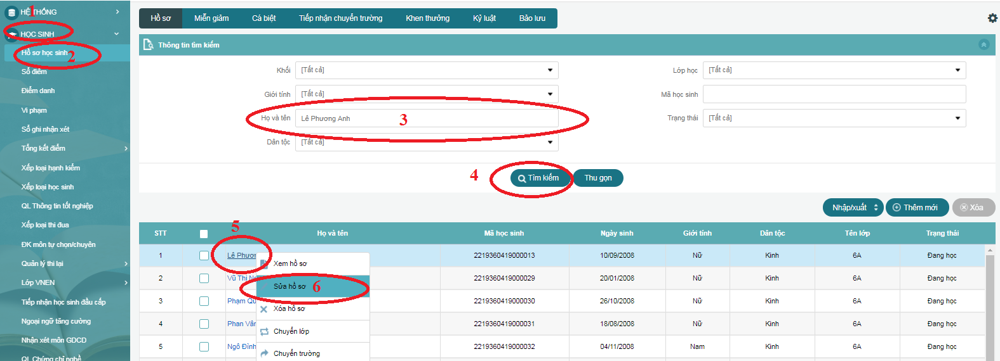 1
HỆ THỐNG
HỌC SINH
Hồ sơ học sinh
2
Sổ điểm
Điểm danh
Vi phạm
Sổ ghi nhận xét
Tổng kết điểm
Xếp loại hạnh kiểm
Xếp loại học sinh
QL Thông tin tốt nghiệp
Xếp loại thi đua
ĐK môn tự chọn/chuyên
Quản lý thi lại
Lớp VNEN
Tiếp nhận học sinh đầu cấp
Ngoại ngữ tăng cường
Nhận xét môn GDCD
QL Chứng chỉ nghề
Hồ sơ Miễn giảm Cá biệt Tiếp nhận chuyển trường Khen thưởng Kỷ luật Bảo lưu
Thông tin tìm kiếm
Khối [Tất cả] Lớp học [Tất cả]
Giới tính [Tất cả] Mã học sinh
Họ và tên Lê Phương Anh 3 Trạng thái [Tất cả]
Dân tộc [Tất cả]
4 Tìm kiếm Thu gọn
Nhập/xuất Thêm mới Xóa
5
STT Họ và tên Mã học sinh Ngày sinh Giới tính Dân tộc Tên lớp Trạng thái
1 Lê Phươn 2219360419000013 10/09/2008 Nữ Kinh 6A Đang học
2 Vũ Thị N 2219360419000029 20/01/2008 Nữ Kinh 6A Đang học
3 Phạm Qu 2219360419000030 26/10/2008 Nữ Kinh 6A Đang học
4 Phan Vân 2219360419000031 18/08/2008 Nữ Kinh 6A Đang học
5 Ngô Đình 2219360419000032 04/11/2008 Nam Kinh 6A Đang học
Xem hồ sơ
Sửa hồ sơ 6
Xóa hồ sơ
Chuyển lớp
Chuyển trường